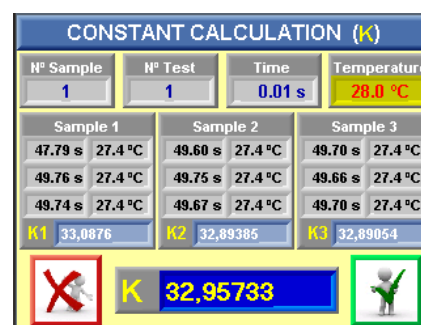 CONSTANT CALCULATION (K)
Nº Sample Nº Test Time Temperature
1 1 0.01 s 28.0 ºC
Sample 1 Sample 2 Sample 3
47.79 s 27.4 ºC 49.60 s 27.4 ºC 49.70 s 27.4 ºC
49.76 s 27.4 ºC 49.75 s 27.4 ºC 49.66 s 27.4 ºC
49.74 s 27.4 ºC 49.67 s 27.4 ºC 49.70 s 27.4 ºC
K1 33,0876 K2 32,89385 K3 32,89054
K 32,95733